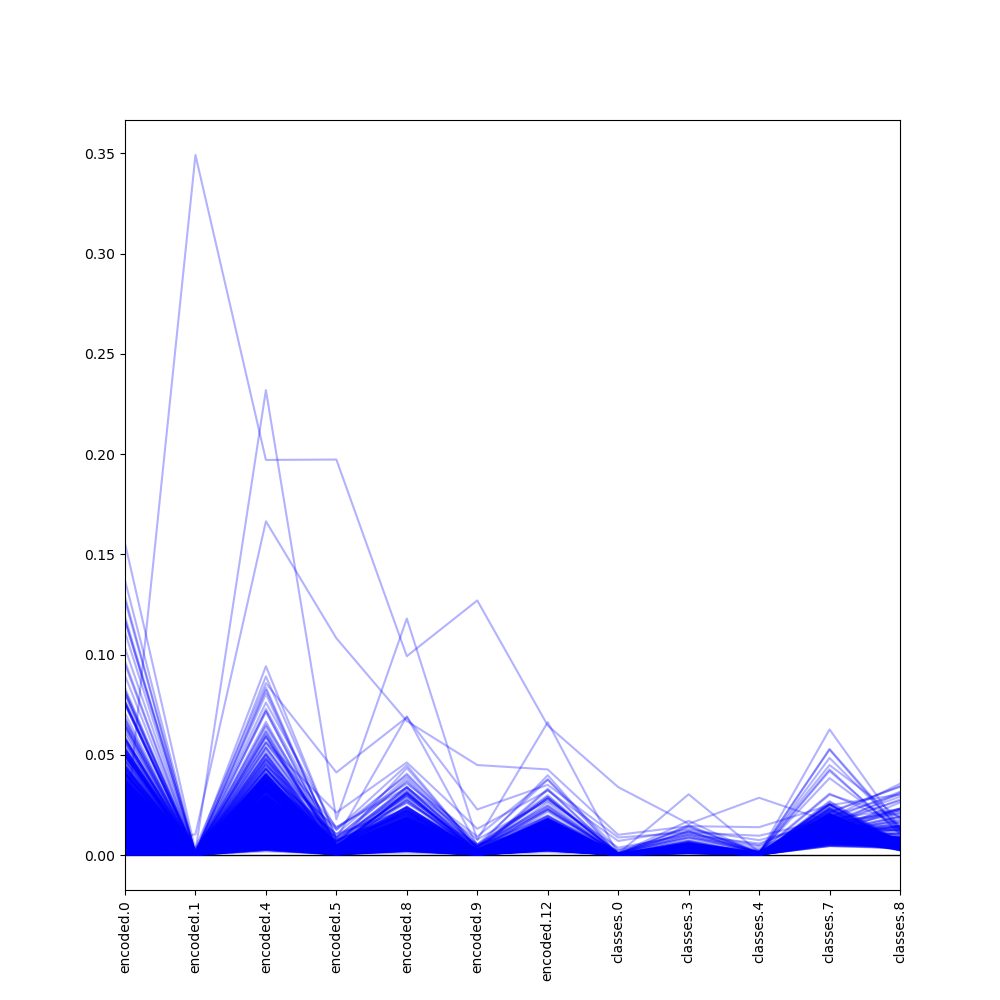 0.35
0.30
0.25
0.20
0.15
0.10
0.05
0.00
encoded.0
encoded.1
encoded.4
encoded.5
encoded.8
encoded.9
encoded.12
classes.0
classes.3
classes.4
classes.7
classes.8